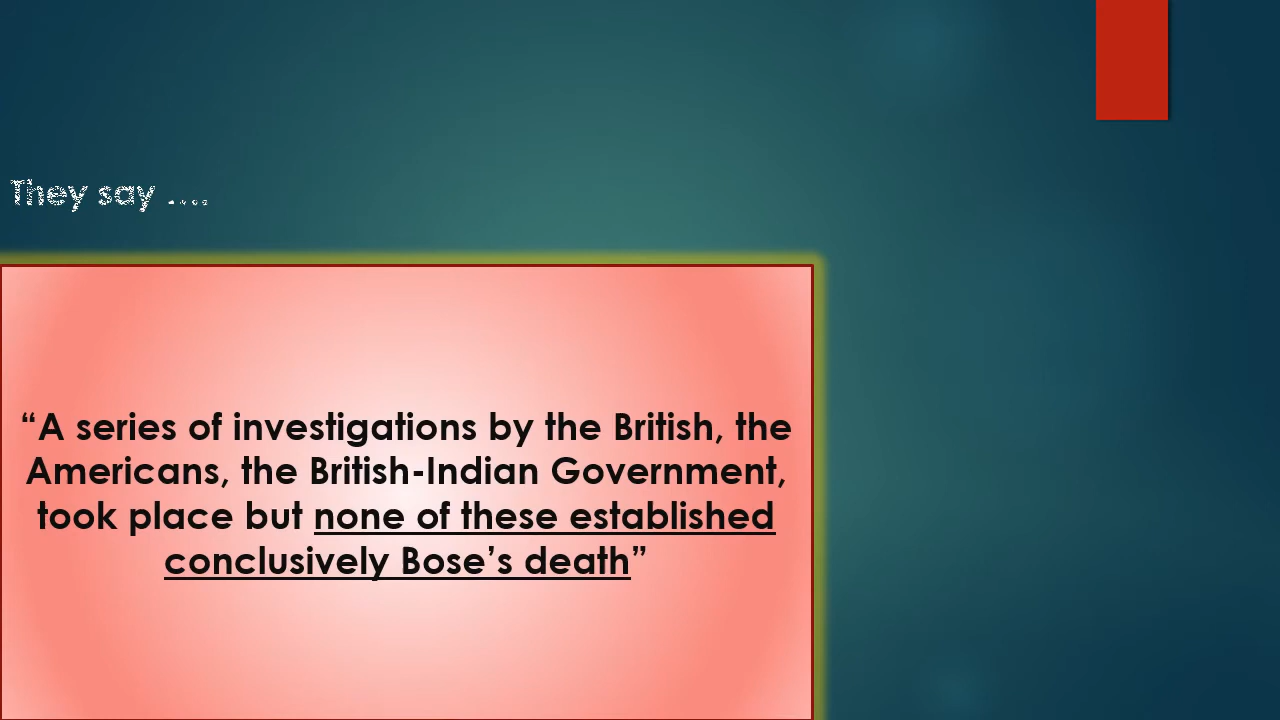 They say ....
“A series of investigations by the British, the
Americans, the British-Indian Government,
took place but none of these established
conclusively Bose’s death”